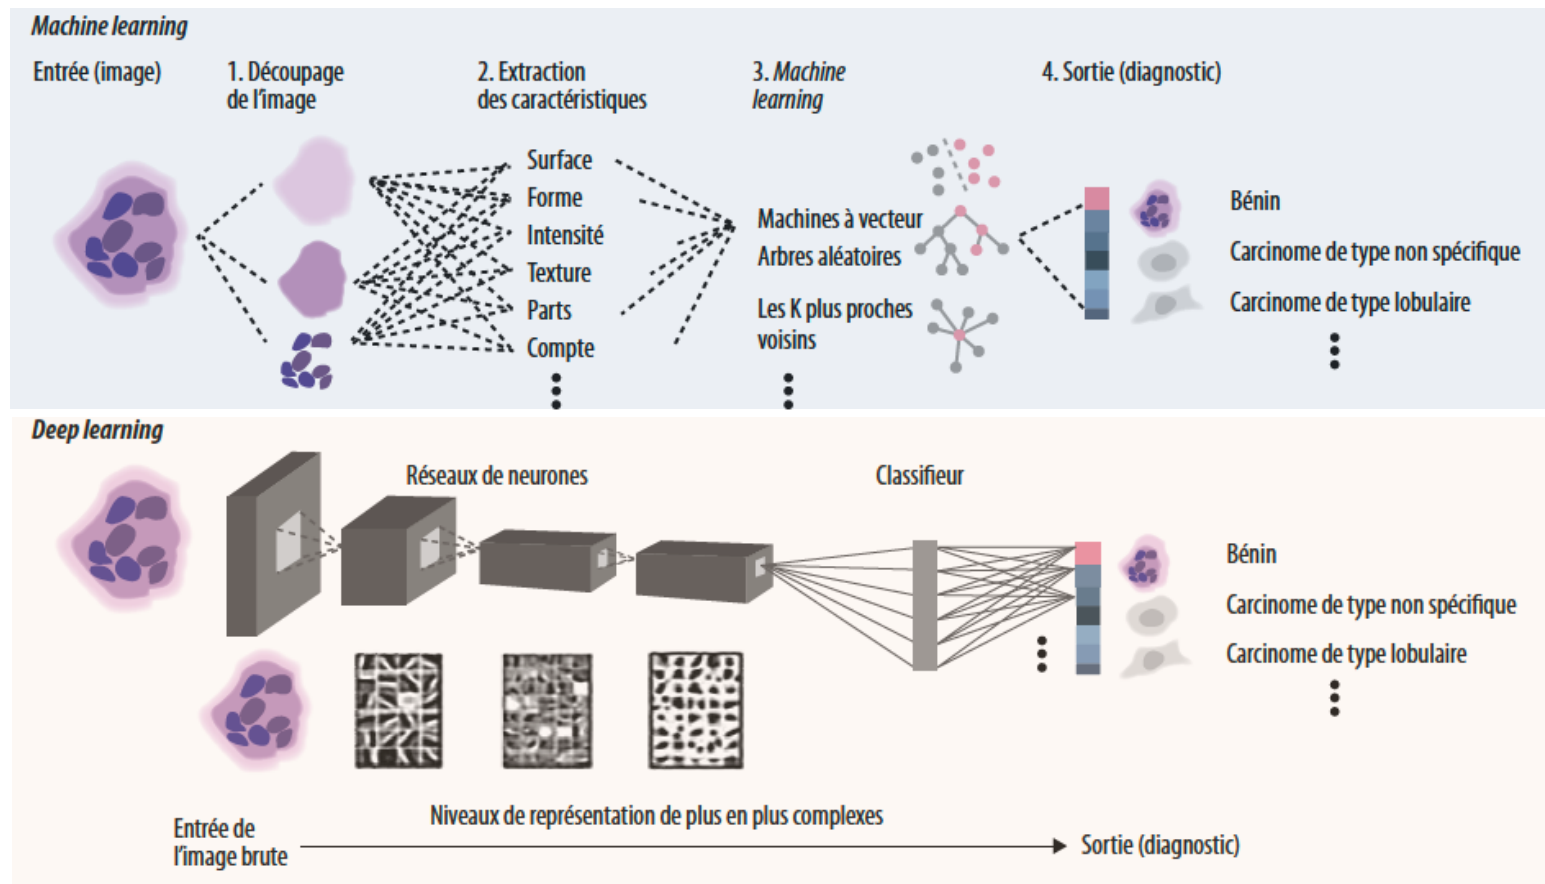 Machine learning
Entrée (image)
1. Découpage
de l'image
2. Extraction
des caractéristiques
3. Machine
learning
4. Sortie (diagnostic)
Surface
Forme
Intensité
Texture
Parts
Compte
Machines à vecteur
Arbres aléatoires
Les K plus proches
voisins
Bénin
Carcinome de type non spécifique
Carcinome de type lobulaire
Deep learning
Réseaux de neurones
Classifieur
Bénin
Carcinome de type non spécifique
Carcinome de type lobulaire
Niveaux de représentation de plus en plus complexes
Entrée de
l'image brute
Sortie (diagnostic)